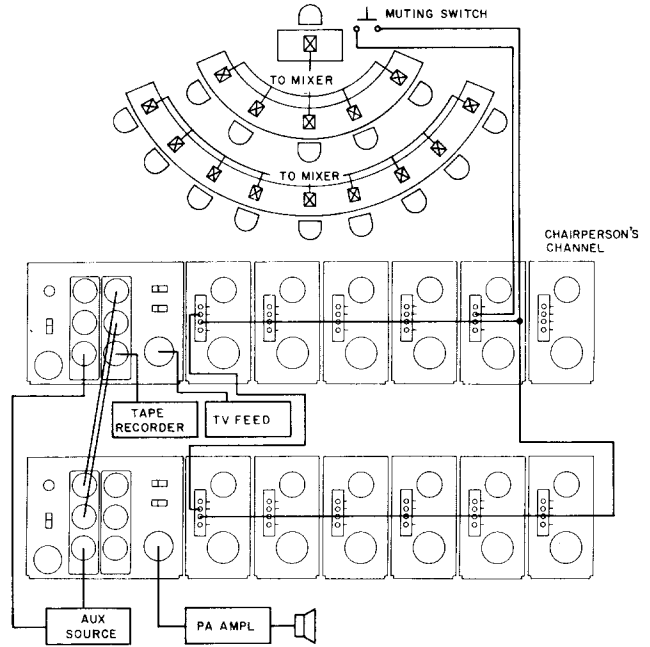 MUTING SWITCH
TO MIXER
TO MIXER
CHAIRPERSON'S
CHANNEL
TAPE
RECORDER
TV FEED
AUX
SOURCE
PA AMPL